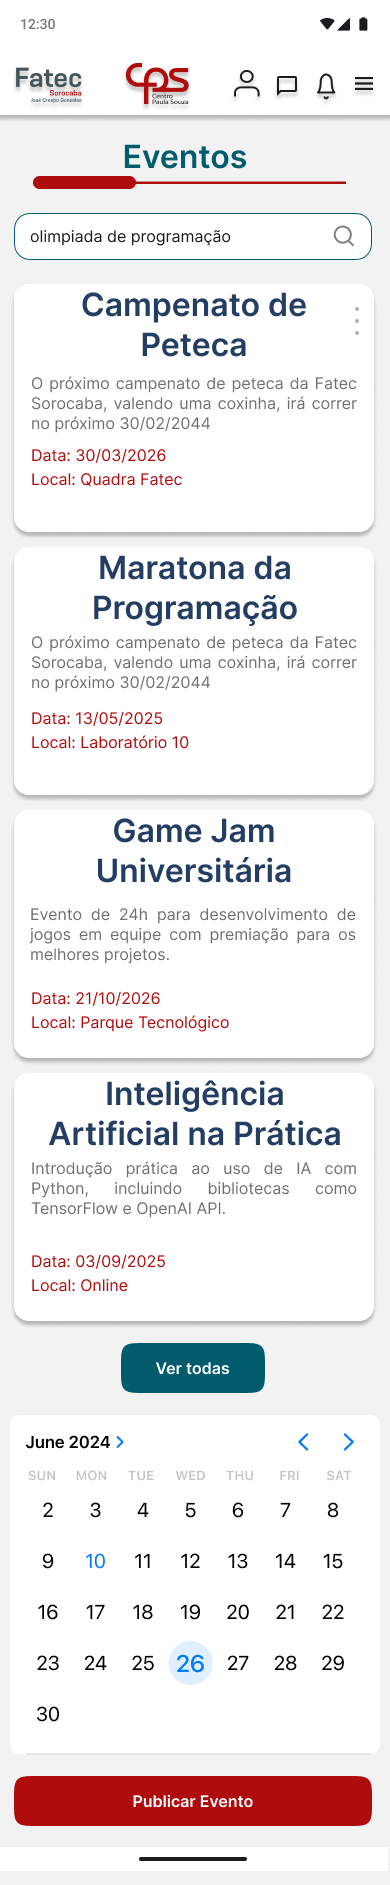 12:30
Fatec
Sorocaba
José Crespo Gonzales
CPS
Centro
Paula Souza
Eventos
olimpiada de programação
Campenato de
Peteca
O próximo campenato de peteca da Fatec
Sorocaba, valendo uma coxinha, irá correr
no próximo 30/02/2044
Data: 30/03/2026
Local: Quadra Fatec
Maratona da
Programação
O próximo campenato de peteca da Fatec
Sorocaba, valendo uma coxinha, irá correr
no próximo 30/02/2044
Data: 13/05/2025
Local: Laboratório 10
Game Jam
Universitária
Evento de 24h para desenvolvimento de
jogos em equipe com premiação para os
melhores projetos.
Data: 21/10/2026
Local: Parque Tecnológico
Inteligência
Artificial na Prática
Introdução prática ao uso de IA com
Python, incluindo bibliotecas como
TensorFlow e OpenAI API.
Data: 03/09/2025
Local: Online
Ver todas
June 2024
SUN MON TUE WED THU FRI SAT
2 3 4 5 6 7 8
9 10 11 12 13 14 15
16 17 18 19 20 21 22
23 24 25 26 27 28 29
30
Publicar Evento